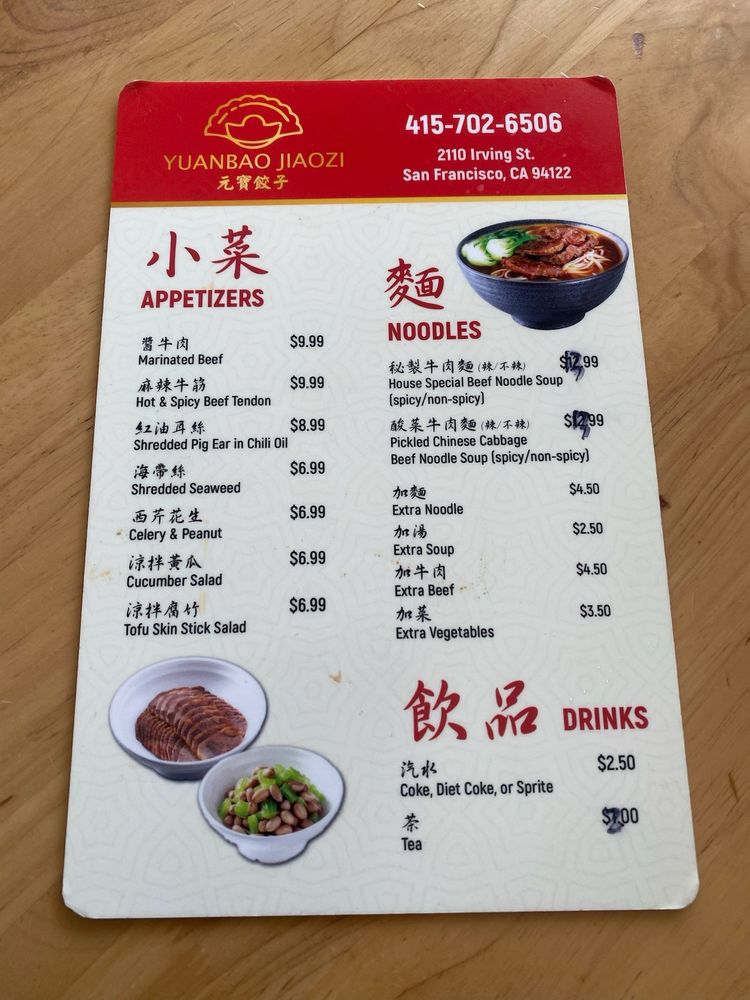 YUANBAO JIAOZI
元寶餃子
415-702-6506
2110 Irving St.
San Francisco, CA 94122
小菜
APPETIZERS
醬牛肉 $9.99
Marinated Beef
麻辣牛筋 $9.99
Hot & Spicy Beef Tendon
紅油耳絲 $8.99
Shredded Pig Ear in Chili Oil
海帶絲 $6.99
Shredded Seaweed
西芹花生 $6.99
Celery & Peanut
涼拌黃瓜 $6.99
Cucumber Salad
涼拌腐竹 $6.99
Tofu Skin Stick Salad
麵
NOODLES
秘製牛肉麵 (辣/不辣)
House Special Beef Noodle Soup
(spicy/non-spicy)
酸菜牛肉麵 (辣/不辣)
Pickled Chinese Cabbage
Beef Noodle Soup (spicy/non-spicy)
加麵 $4.50
Extra Noodle
加湯 $2.50
Extra Soup
加牛肉 $4.50
Extra Beef
加菜 $3.50
Extra Vegetables
飲品 DRINKS
汽水 $2.50
Coke, Diet Coke, or Sprite
茶
Tea